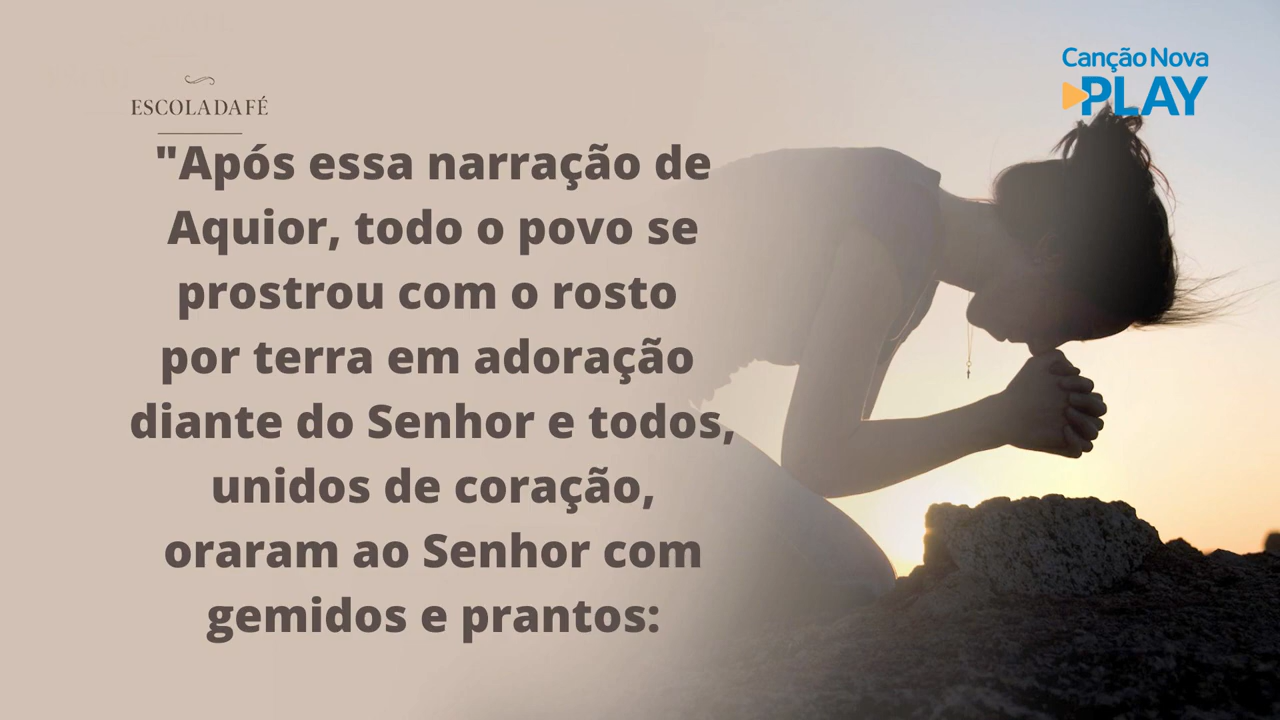 Canção Nova
PLAY
ESCOLADAFÉ
"Após essa narração de
Aquior, todo o povo se
prostrou com o rosto
por terra em adoração
diante do Senhor e todos,
unidos de coração,
oraram ao Senhor com
gemidos e prantos: